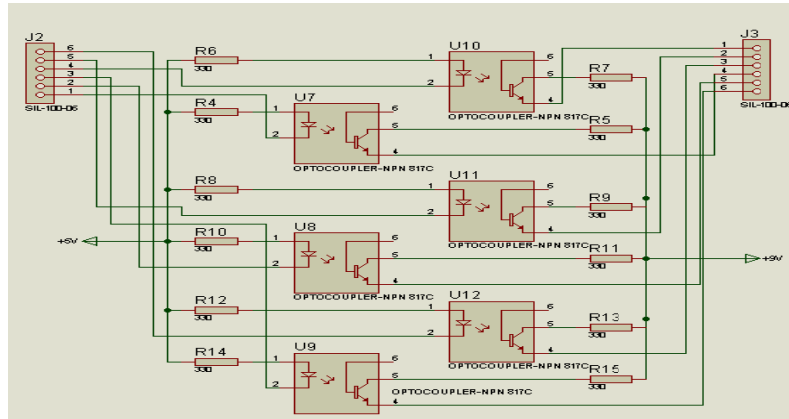 J2
6
5
4
3
2
1
SIL-100-06
J3
1
2
3
4
5
6
SIL-100-06
R6
330
1
2
U10
6
5
4
OPTOCOUPLER-NPN 817C
R7
330
R4
330
1
2
U7
6
5
4
OPTOCOUPLER-NPN 817C
R5
330
R8
330
1
2
U11
6
5
4
OPTOCOUPLER-NPN 817C
R9
330
+5V
R10
330
1
2
U8
6
5
4
OPTOCOUPLER-NPN 817C
R11
330
R12
330
1
2
U12
6
5
4
OPTOCOUPLER-NPN 817C
R13
330
R14
330
1
2
U9
6
5
4
OPTOCOUPLER-NPN 817C
R15
330